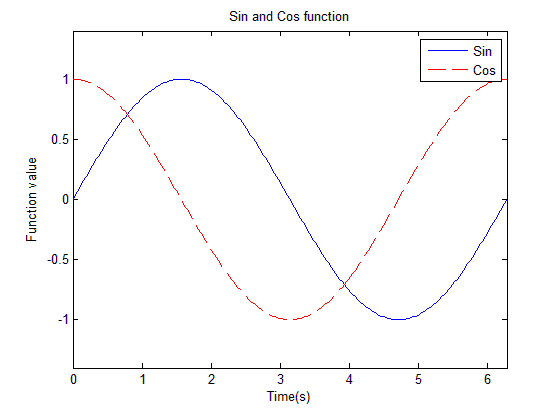 Sin and Cos function
Sin
Cos
1
0.5
0
-0.5
-1
Function value
0 1 2 3 4 5 6
Time(s)